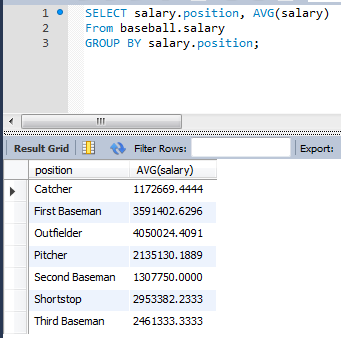 1 SELECT salary.position, AVG(salary)
2 From baseball.salary
3 GROUP BY salary.position;
Result Grid Filter Rows: Export:
position AVG(salary)
Catcher 1172669.4444
First Baseman 3591402.6296
Outfielder 4050024.4091
Pitcher 2135130.1889
Second Baseman 1307750.0000
Shortstop 2953382.2333
Third Baseman 2461333.3333